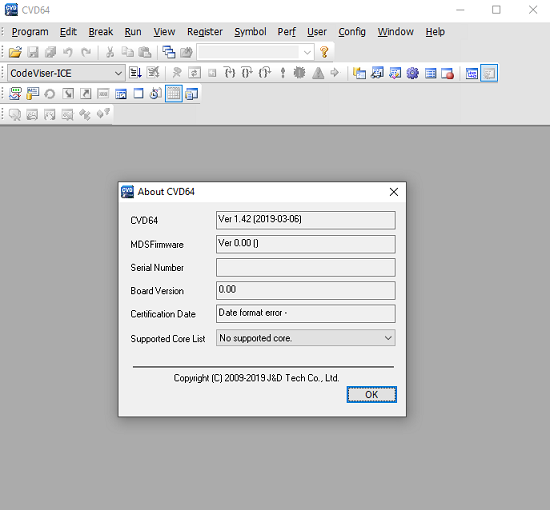 CVD64
Program Edit Break Run View Register Symbol Perf User Config Window Help
CodeViser-ICE
About CVD64
CVD64 Ver 1.42 (2019-03-06)
MDSFirmware Ver 0.00 ()
Serial Number
Board Version 0.00
Certification Date Date format error -
Supported Core List No supported core.
Copyright (C) 2009-2019 J&D Tech Co., Ltd.
OK